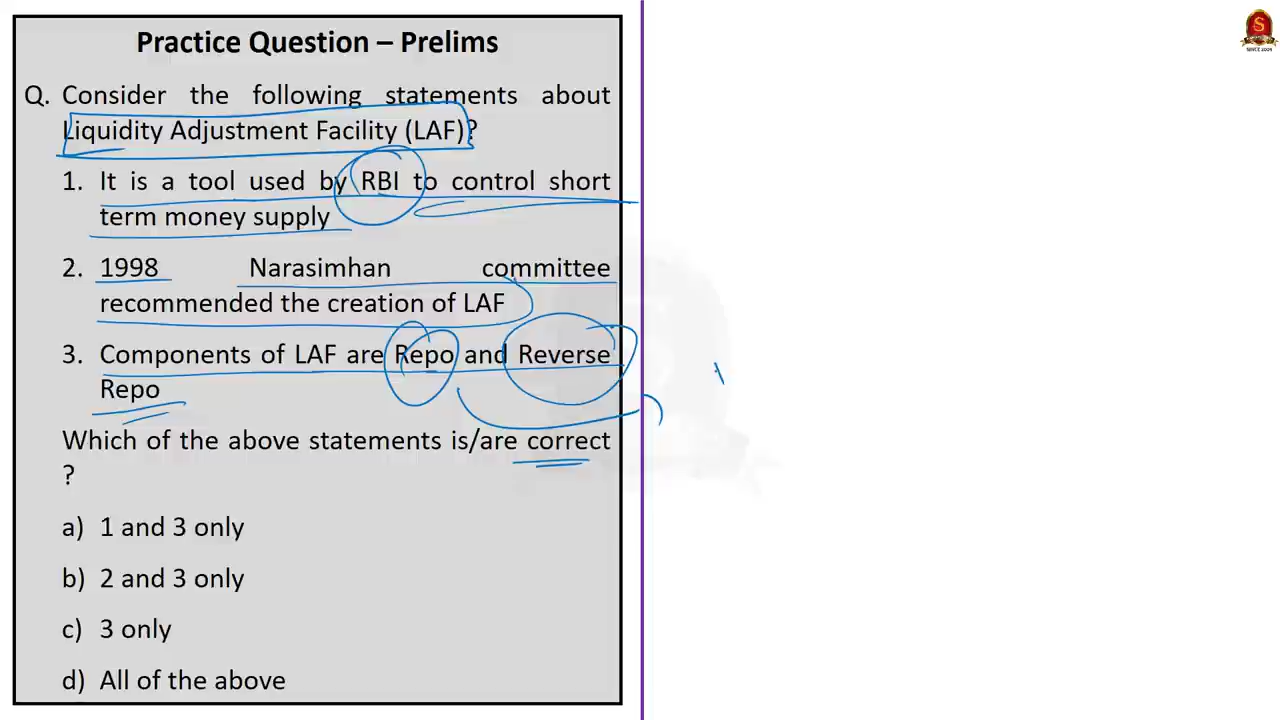 Practice Question – Prelims
Q. Consider the following statements about
Liquidity Adjustment Facility (LAF)?
1. It is a tool used by RBI to control short
term money supply
2. 1998 Narasimhan committee
recommended the creation of LAF
3. Components of LAF are Repo and Reverse
Repo
Which of the above statements is/are correct
?
a) 1 and 3 only
b) 2 and 3 only
c) 3 only
d) All of the above
S
SINCE 2004